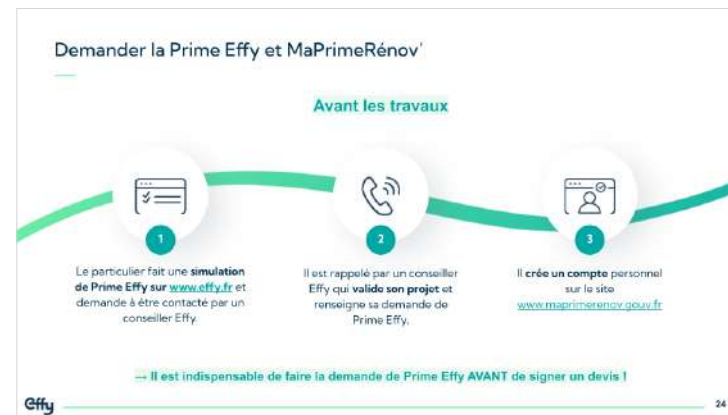 Demander la Prime Effy et MaPrimeRénov'
Avant les travaux
1
Le particulier fait une simulation
de Prime Effy sur www.effy.fr et
demande à être contacté par un
conseiller Effy.
2
Il est rappelé par un conseiller
Effy qui valide son projet et
renseigne sa demande de
Prime Effy.
3
Il crée un compte personnel
sur le site
www.maprimerenov.gouv.fr
→ Il est indispensable de faire la demande de Prime Effy AVANT de signer un devis !
effy
24